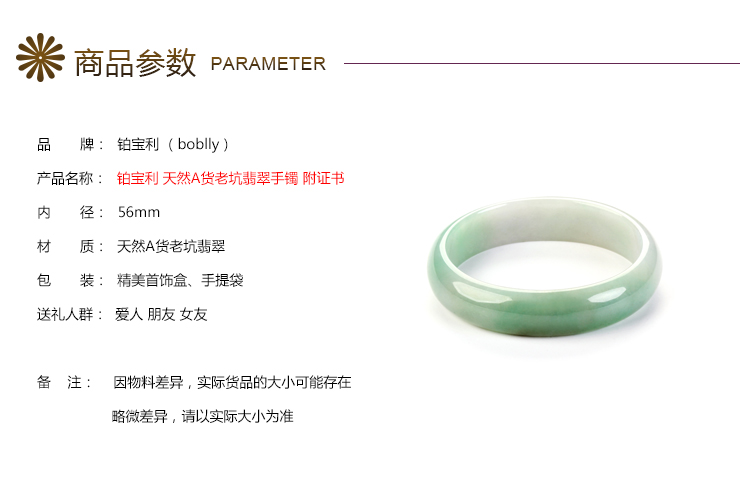 商品参数 PARAMETER
品 牌： 铂宝利（boblly）
产品名称： 铂宝利 天然A货老坑翡翠手镯 附证书
内 径： 56mm
材 质： 天然A货老坑翡翠
包 装： 精美首饰盒、手提袋
送礼人群： 爱人 朋友 女友
备 注： 因物料差异，实际货品的大小可能存在
略微差异，请以实际大小为准